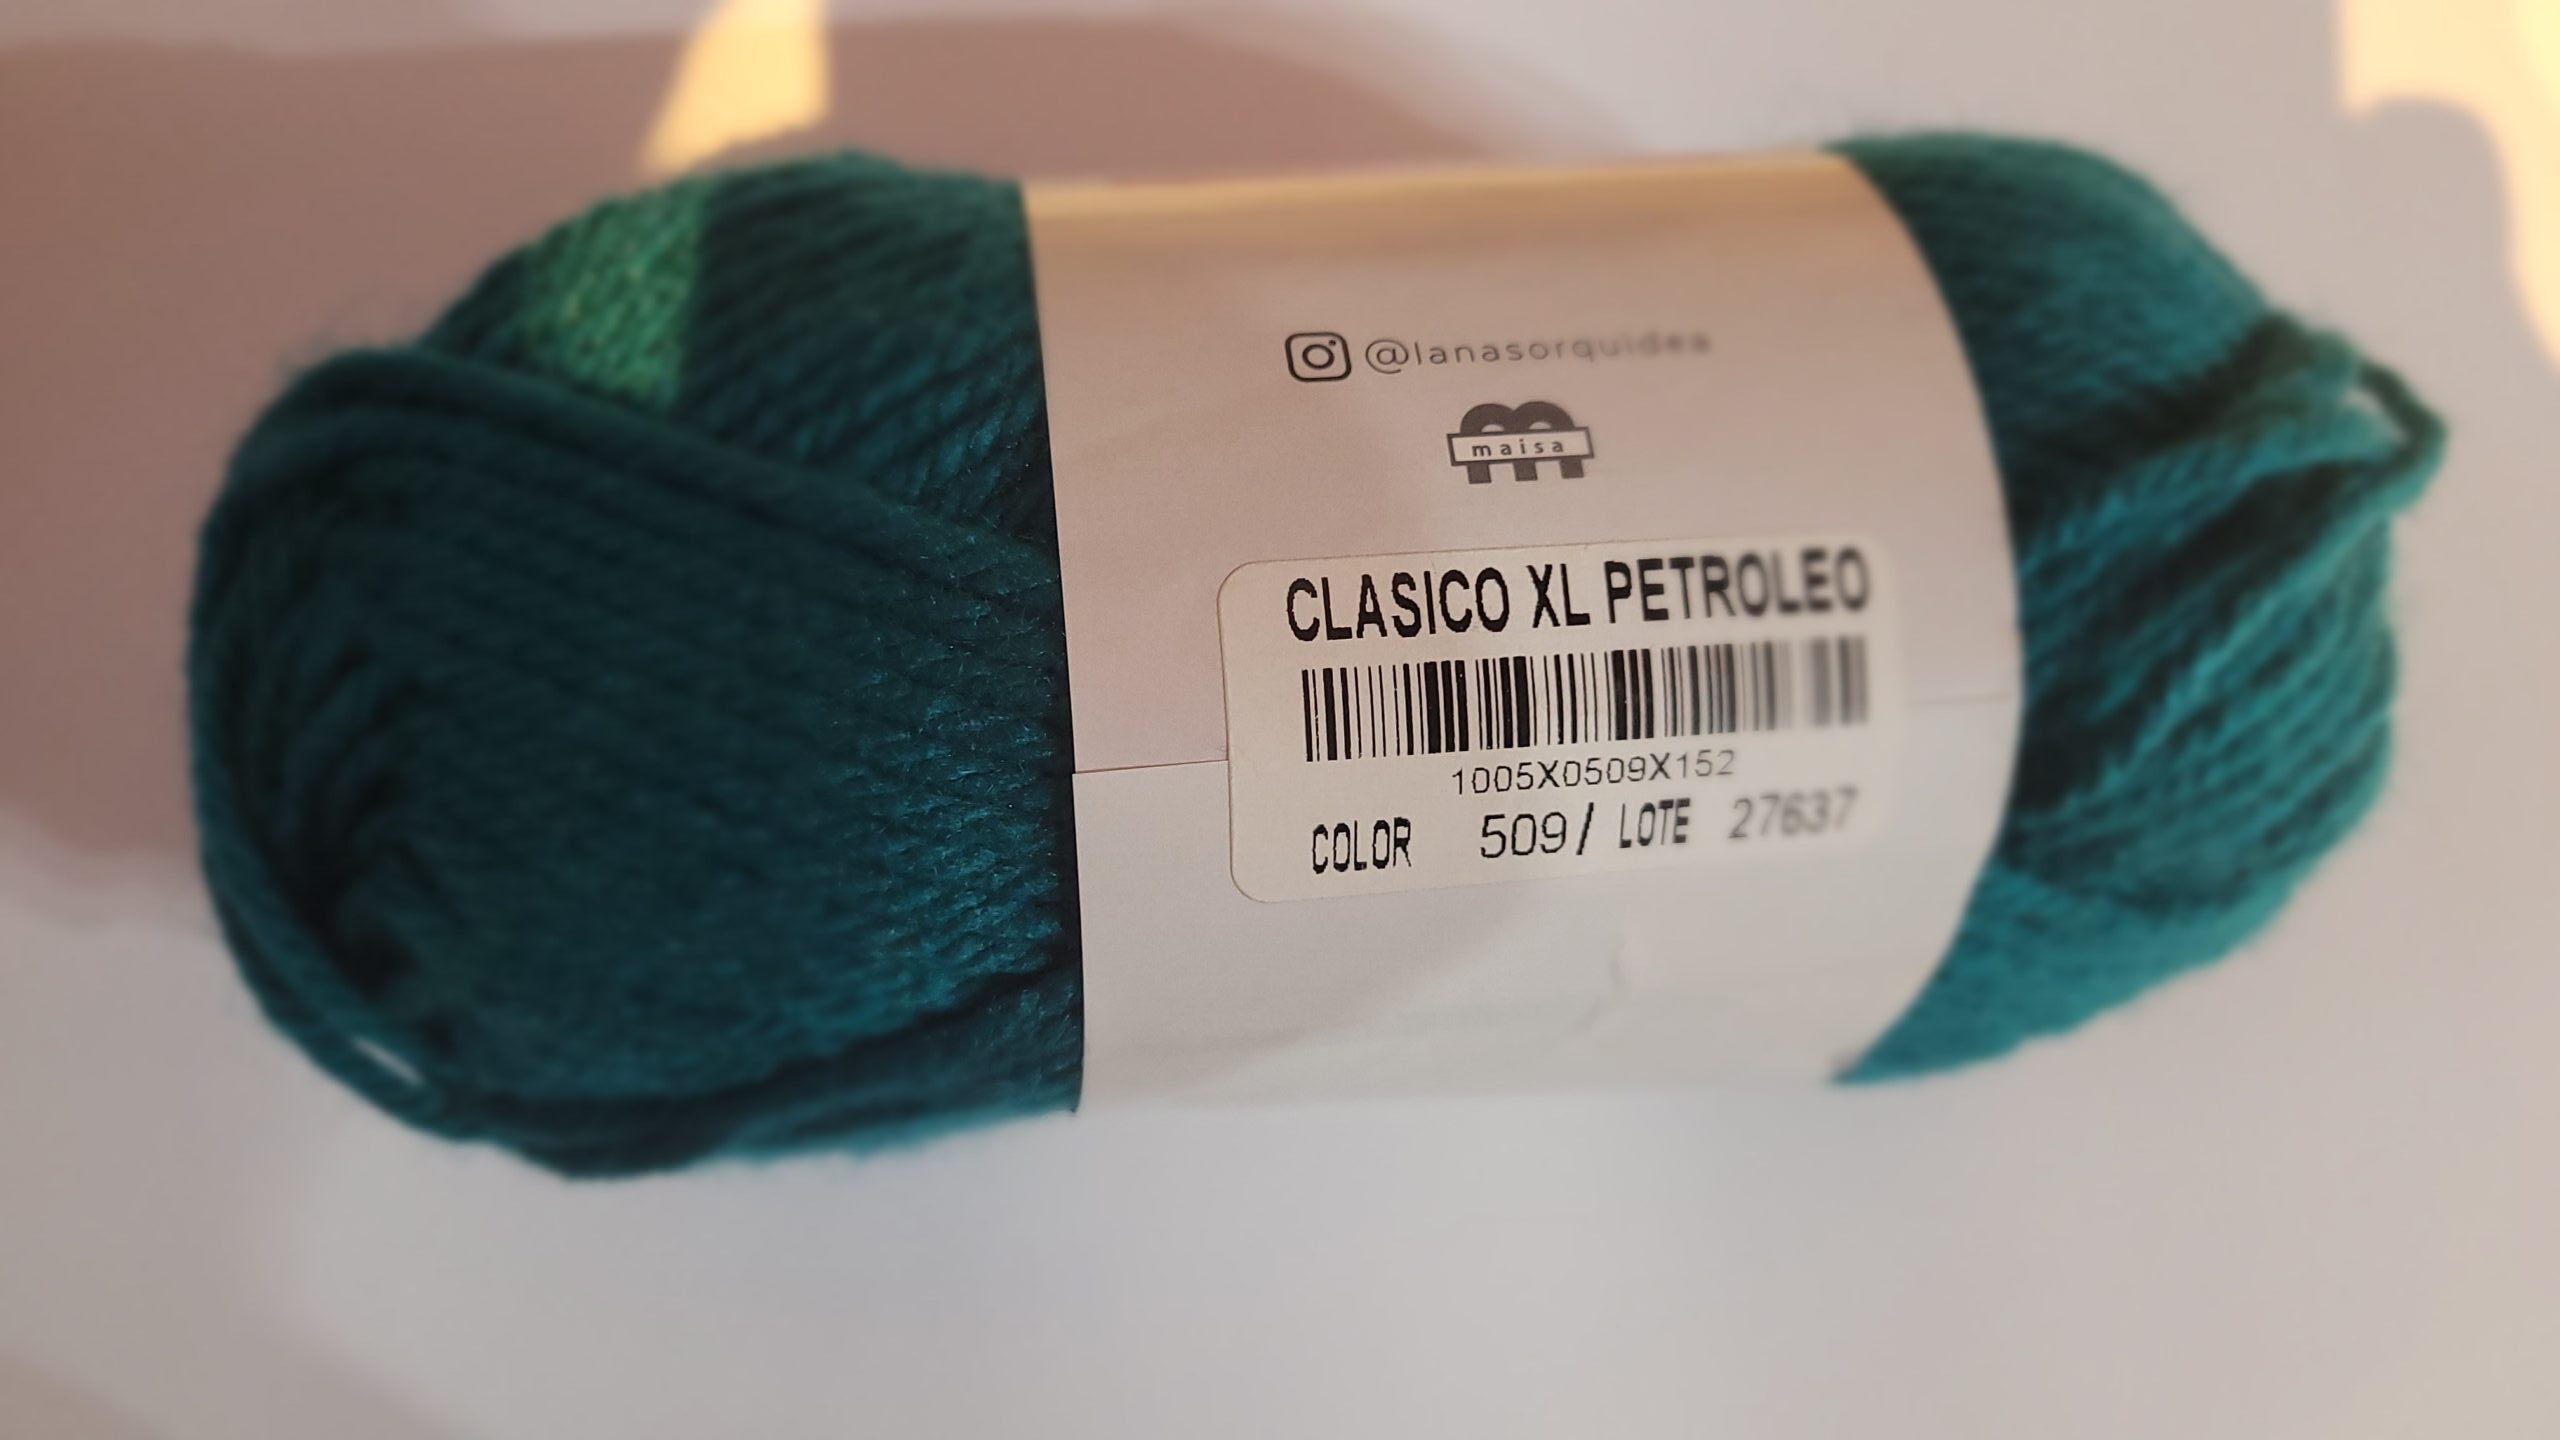 @lanasorquidea
maisa
CLASICO XL PETROLEO
1005X0509X152
COLOR 509/ LOTE 27637